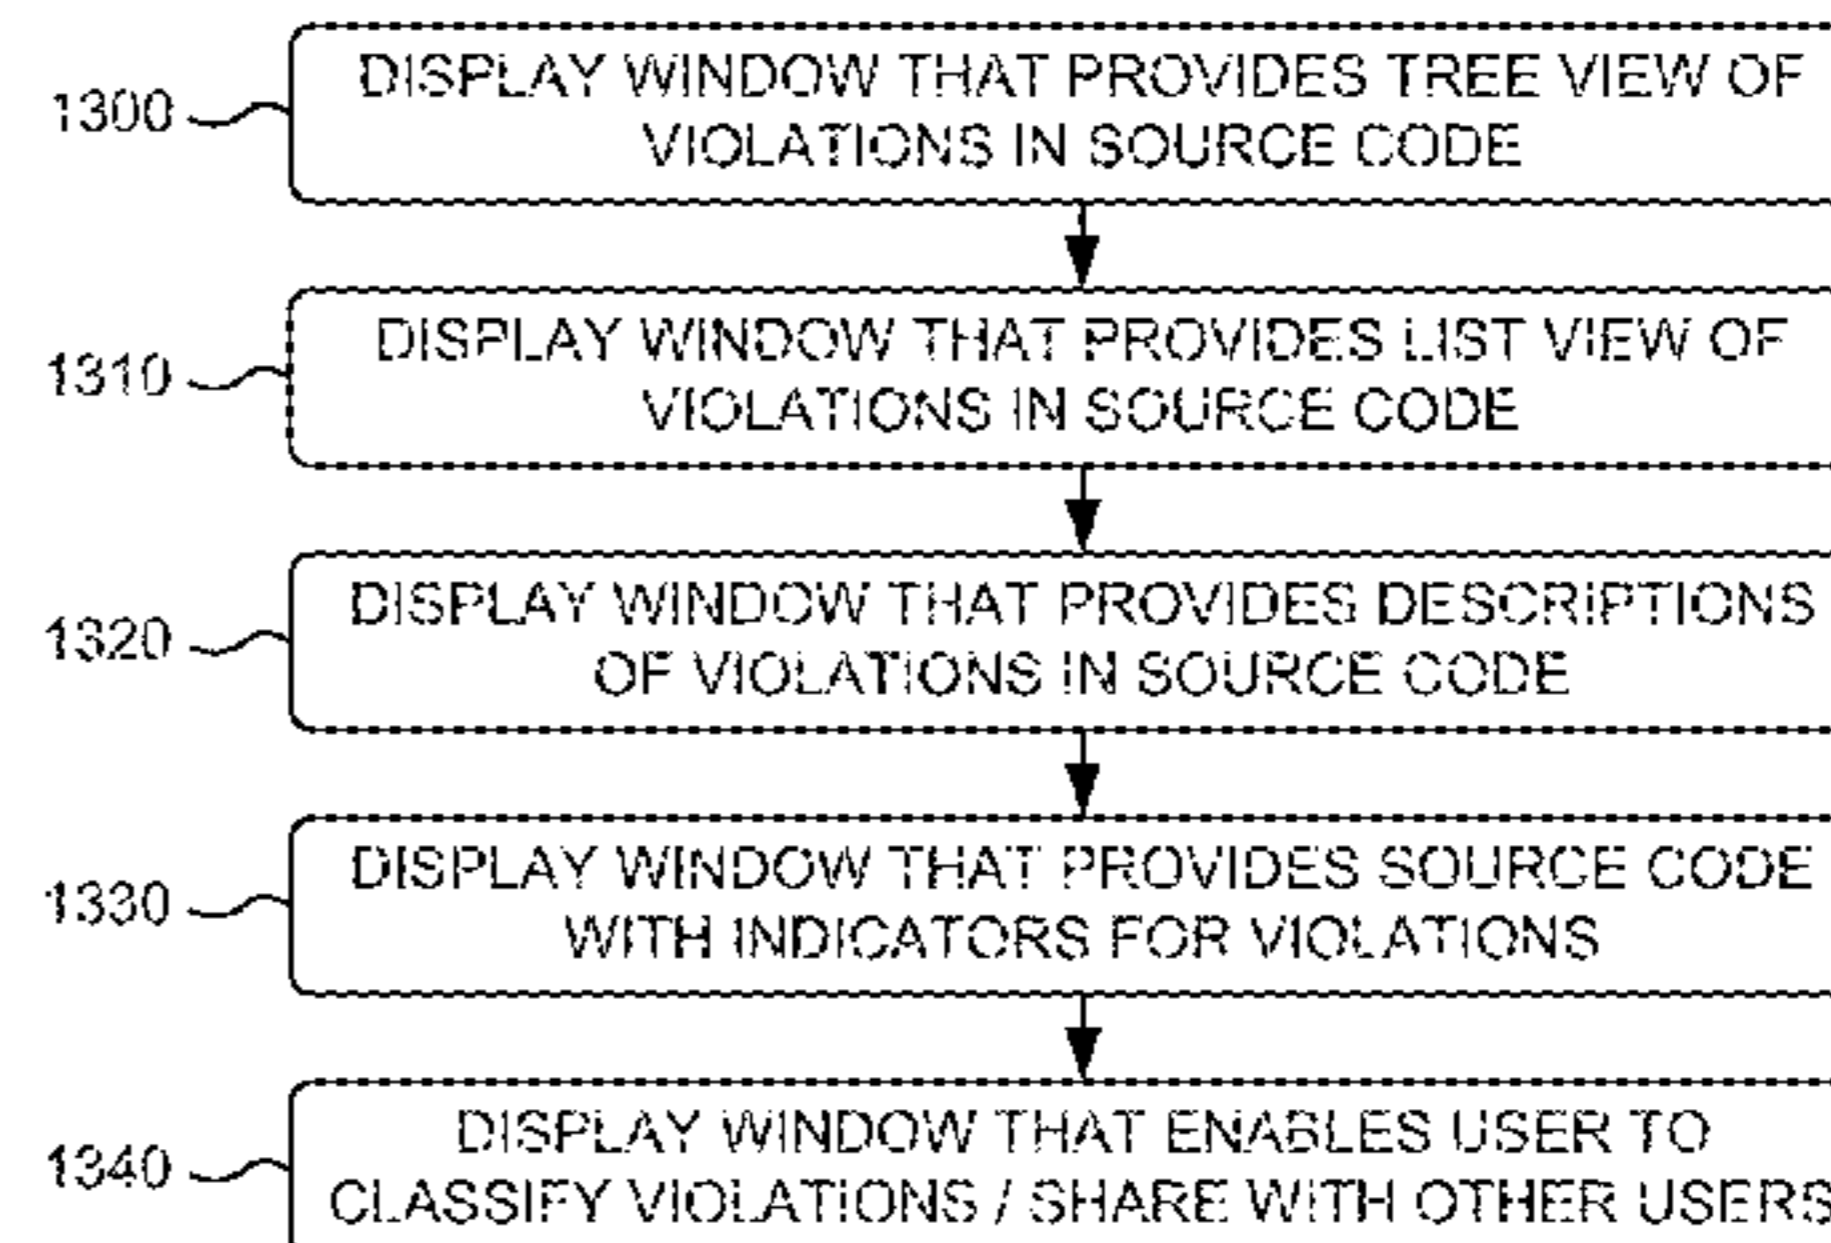 1300
DISPLAY WINDOW THAT PROVIDES TREE VIEW OF
VIOLATIONS IN SOURCE CODE
1310
DISPLAY WINDOW THAT PROVIDES LIST VIEW OF
VIOLATIONS IN SOURCE CODE
1320
DISPLAY WINDOW THAT PROVIDES DESCRIPTIONS
OF VIOLATIONS IN SOURCE CODE
1330
DISPLAY WINDOW THAT PROVIDES SOURCE CODE
WITH INDICATORS FOR VIOLATIONS
1340
DISPLAY WINDOW THAT ENABLES USER TO
CLASSIFY VIOLATIONS / SHARE WITH OTHER USERS